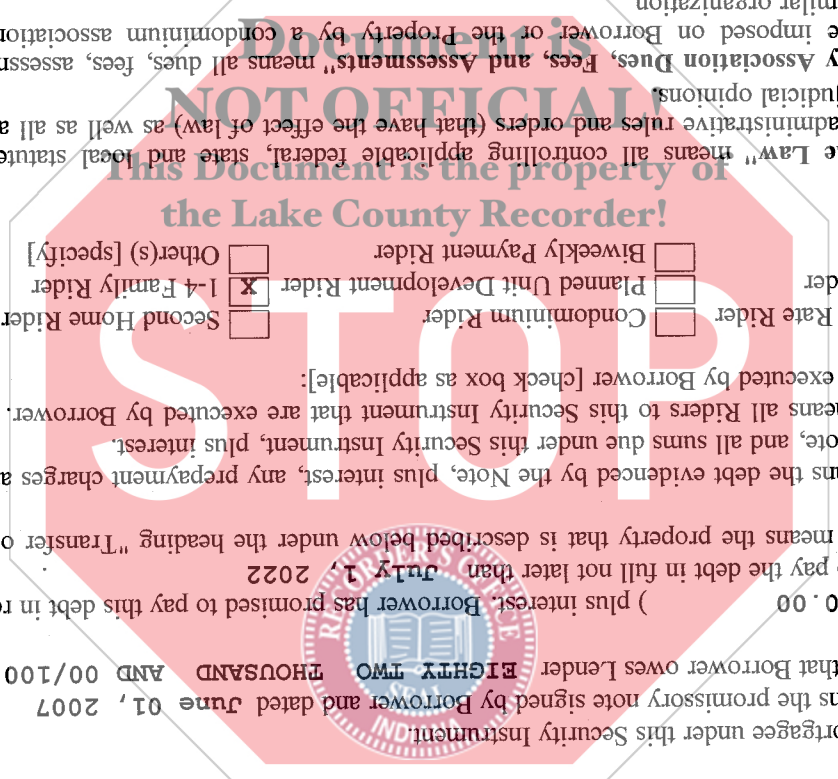 ortgagee under this Security Instrument.
ns the promissory note signed by Borrower and dated June 01, 2007
that Borrower owes Lender EIGHTY TWO THOUSAND AND 00/100
0.00 ) plus interest. Borrower has promised to pay this debt in re
pay the debt in full not later than July 1, 2022 .
means the property that is described below under the heading "Transfer o
ns the debt evidenced by the Note, plus interest, any prepayment charges a
ote, and all sums due under this Security Instrument, plus interest.
eans all Riders to this Security Instrument that are executed by Borrower.
executed by Borrower [check box as applicable]:
Rate Rider Condominium Rider Second Home Rider
der Planned Unit Development Rider X 1-4 Family Rider
Biweekly Payment Rider Other(s) [specify]
e Law" means all controlling applicable federal, state and local statute
administrative rules and orders (that have the effect of law) as well as all a
judicial opinions.
y Association Dues, Fees, and Assessments" means all dues, fees, assessm
e imposed on Borrower or the Property by a condominium association
milar organization
Document is
NOT OFFICIAL!
This Document is the property of
the Lake County Recorder!
STOP
RECORDER'S OFFICE
SEAL
INDIANA